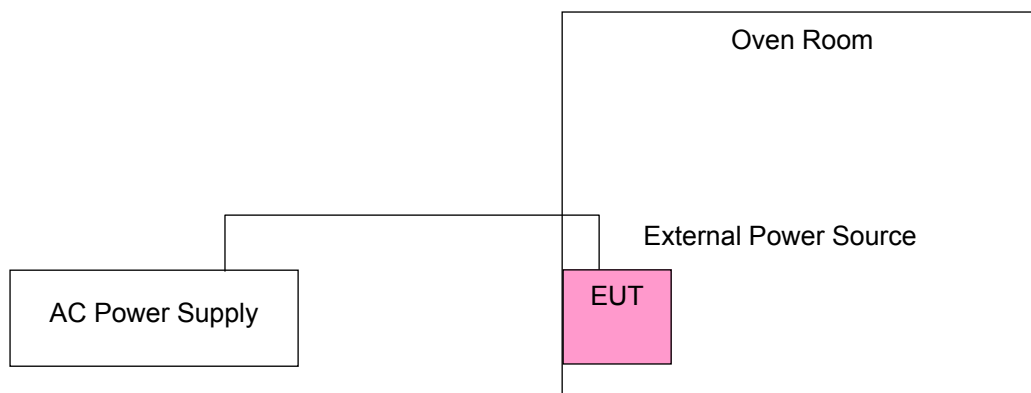 Oven Room
External Power Source
EUT
AC Power Supply